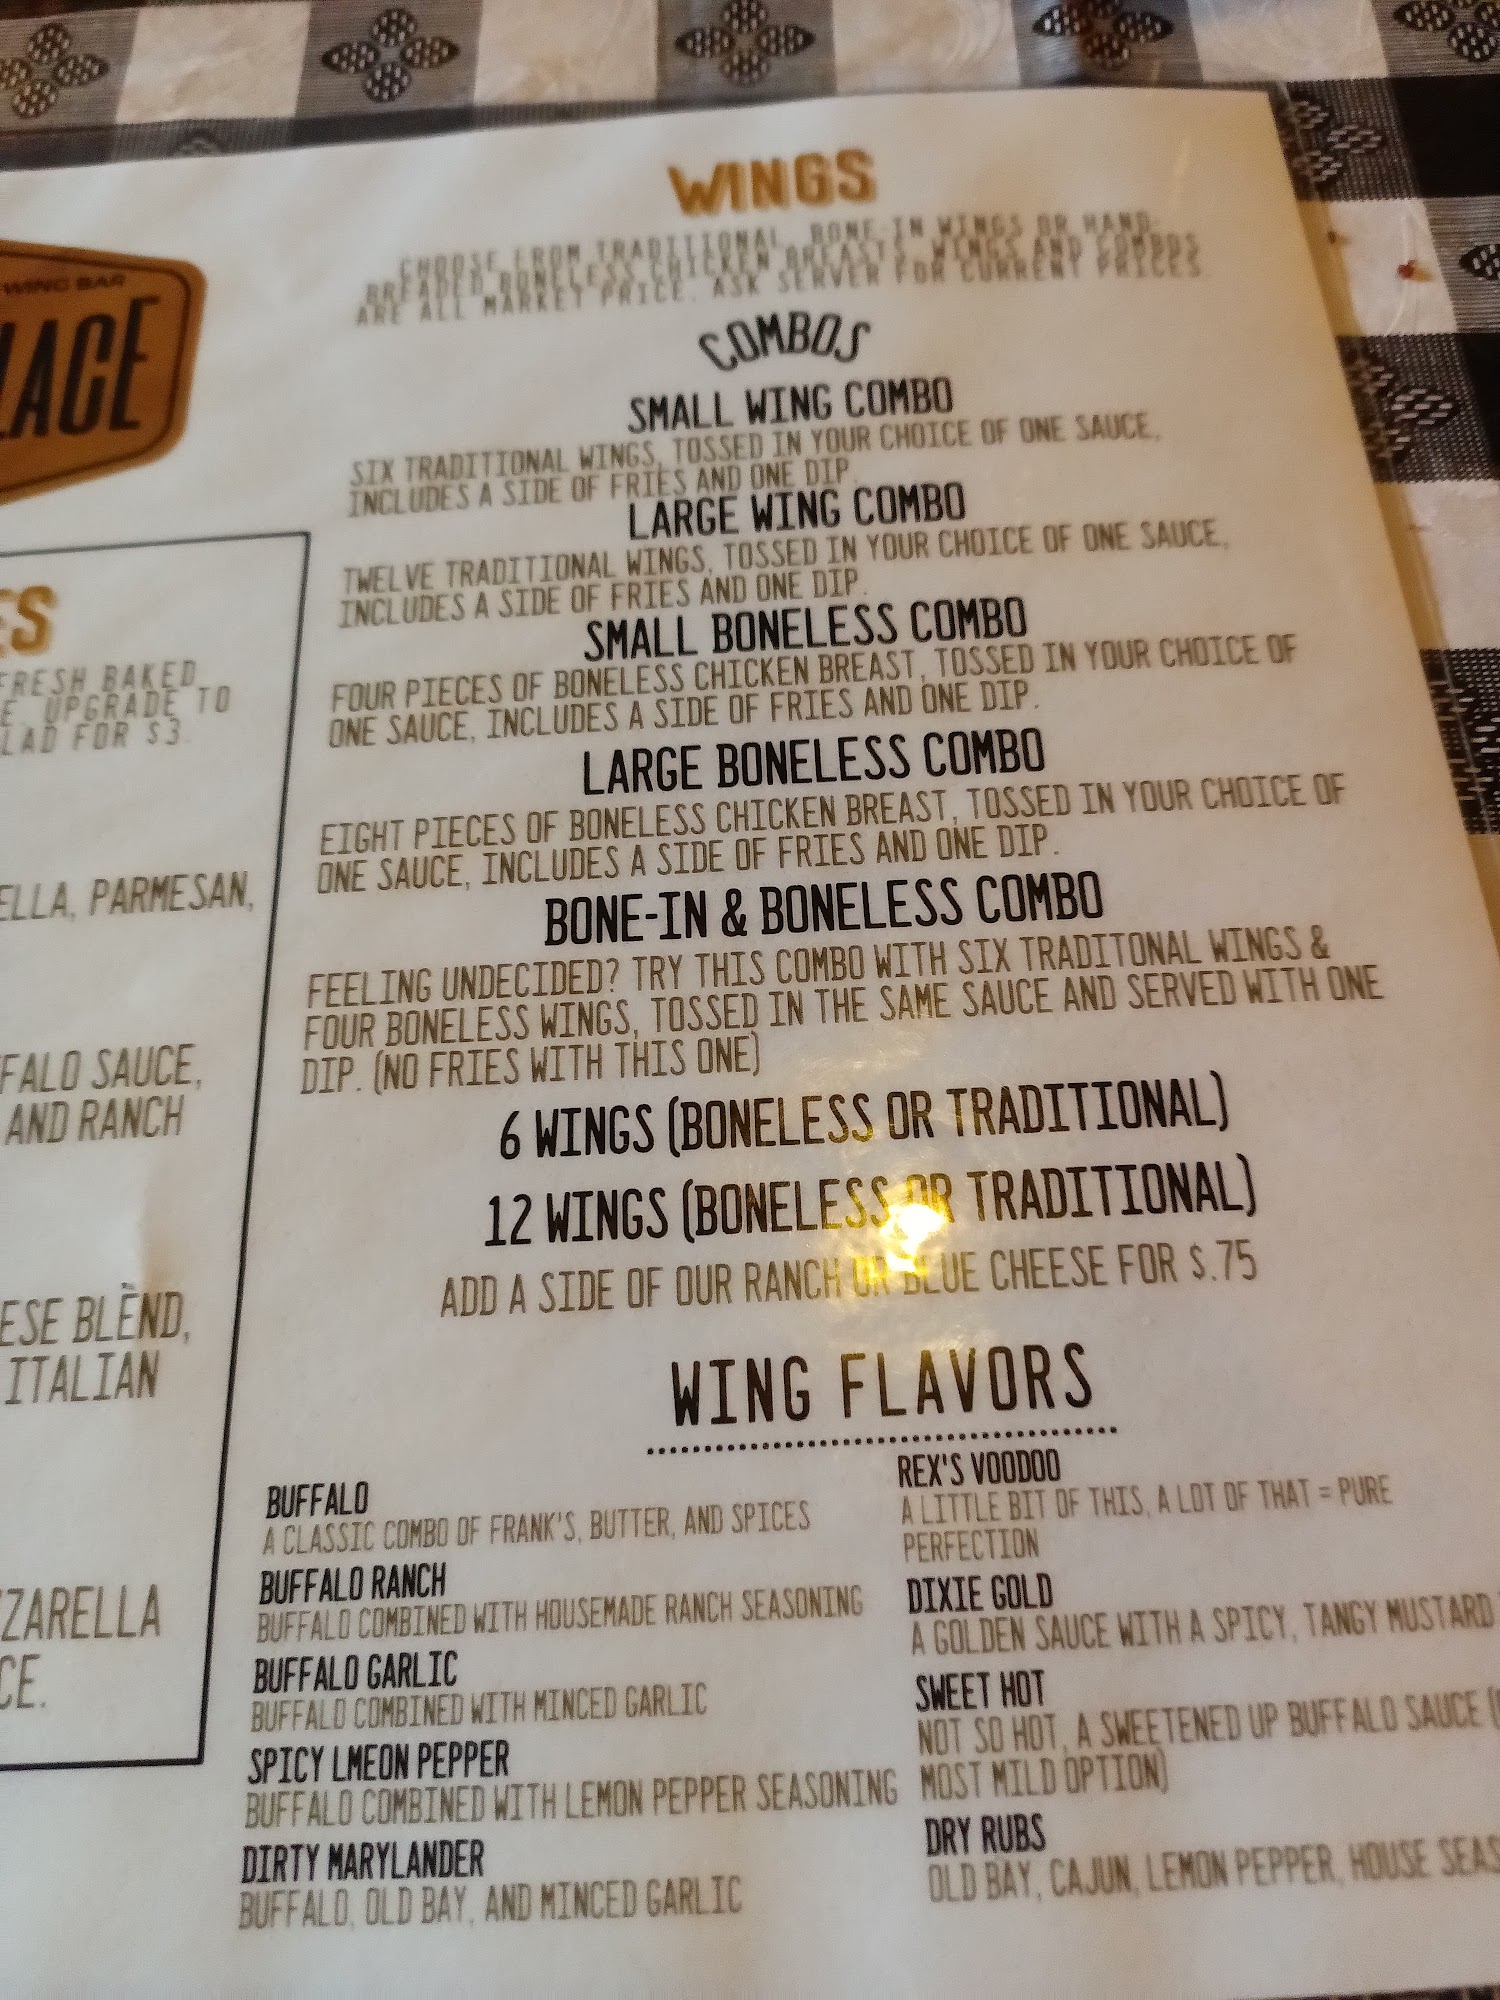 WING BAR
LACE
ES
FRESH BAKED
E. UPGRADE TO
LAD FOR $3.
ELLA, PARMESAN,
FALO SAUCE,
AND RANCH
ESE BLEND,
ITALIAN
ZZARELLA
CE.
WINGS
CHOOSE FROM TRADITIONAL, BONE-IN WINGS OR HAND-
BREADED BONELESS CHICKEN BREASTS. WINGS AND COMBOS
ARE ALL MARKET PRICE. ASK SERVER FOR CURRENT PRICES.
COMBOS
SMALL WING COMBO
SIX TRADITIONAL WINGS, TOSSED IN YOUR CHOICE OF ONE SAUCE,
INCLUDES A SIDE OF FRIES AND ONE DIP.
LARGE WING COMBO
TWELVE TRADITIONAL WINGS, TOSSED IN YOUR CHOICE OF ONE SAUCE,
INCLUDES A SIDE OF FRIES AND ONE DIP.
SMALL BONELESS COMBO
FOUR PIECES OF BONELESS CHICKEN BREAST, TOSSED IN YOUR CHOICE OF
ONE SAUCE, INCLUDES A SIDE OF FRIES AND ONE DIP.
LARGE BONELESS COMBO
EIGHT PIECES OF BONELESS CHICKEN BREAST, TOSSED IN YOUR CHOICE OF
ONE SAUCE, INCLUDES A SIDE OF FRIES AND ONE DIP.
BONE-IN & BONELESS COMBO
FEELING UNDECIDED? TRY THIS COMBO WITH SIX TRADITONAL WINGS &
FOUR BONELESS WINGS, TOSSED IN THE SAME SAUCE AND SERVED WITH ONE
DIP. (NO FRIES WITH THIS ONE)
6 WINGS (BONELESS OR TRADITIONAL)
12 WINGS (BONELESS OR TRADITIONAL)
ADD A SIDE OF OUR RANCH OR BLUE CHEESE FOR $.75
WING FLAVORS
BUFFALO
A CLASSIC COMBO OF FRANK'S, BUTTER, AND SPICES
BUFFALO RANCH
BUFFALO COMBINED WITH HOUSEMADE RANCH SEASONING
BUFFALO GARLIC
BUFFALO COMBINED WITH MINCED GARLIC
SPICY LMEON PEPPER
BUFFALO COMBINED WITH LEMON PEPPER SEASONING
DIRTY MARYLANDER
BUFFALO, OLD BAY, AND MINCED GARLIC
REX'S VOODOO
A LITTLE BIT OF THIS, A LOT OF THAT = PURE
PERFECTION
DIXIE GOLD
A GOLDEN SAUCE WITH A SPICY, TANGY MUSTARD
SWEET HOT
NOT SO HOT, A SWEETENED UP BUFFALO SAUCE (
MOST MILD OPTION)
DRY RUBS
OLD BAY, CAJUN, LEMON PEPPER, HOUSE SEAS